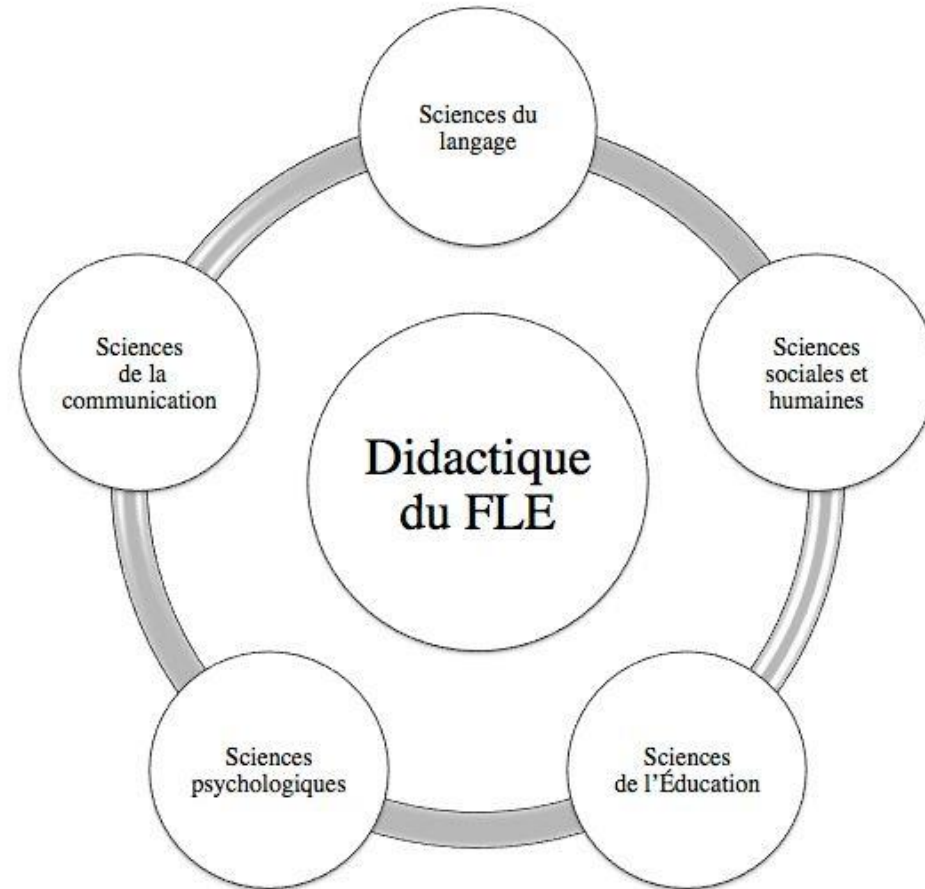 Sciences du
langage
Sciences
de la
communication
Sciences
sociales et
humaines
Didactique
du FLE
Sciences
psychologiques
Sciences
de l’Éducation